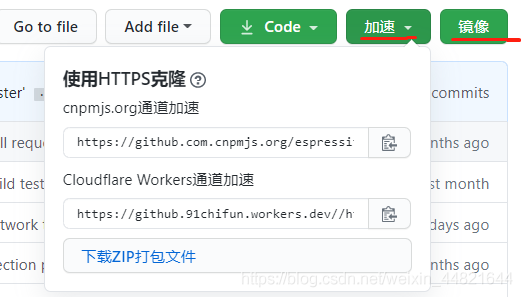 Go to file
Add file
Code
加速
镜像
使用HTTPS克隆
cnpmjs.org通道加速
https://github.com.cnpmjs.org/espressi
Cloudflare Workers通道加速
https://github.91chifun.workers.dev//h
下载ZIP打包文件
ster'
commits
ll reque
nths ago
ild test
last month
twork
days ago
ection p
nths ago
https://blog.csdn.net/weixin_44821644